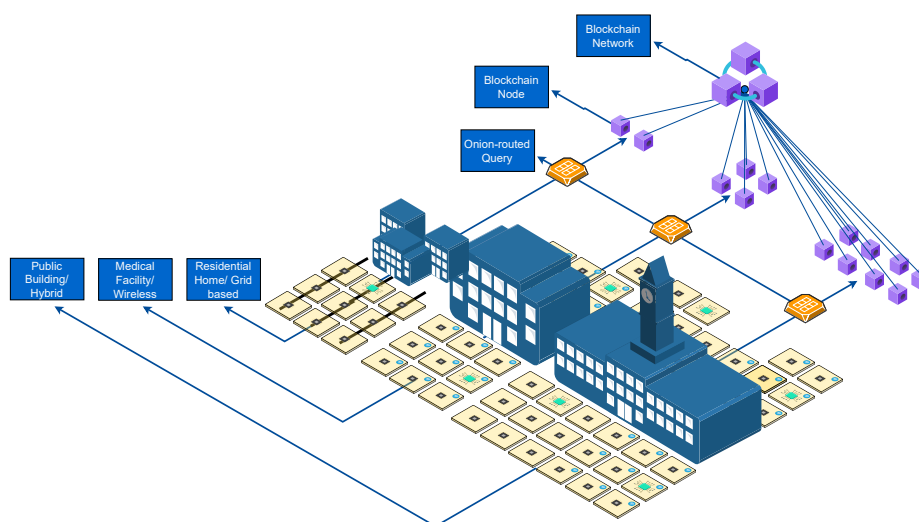 Blockchain
Network
Blockchain
Node
Onion-routed
Query
Public
Building/
Hybrid
Medical
Facility/
Wireless
Residential
Home/ Grid
based